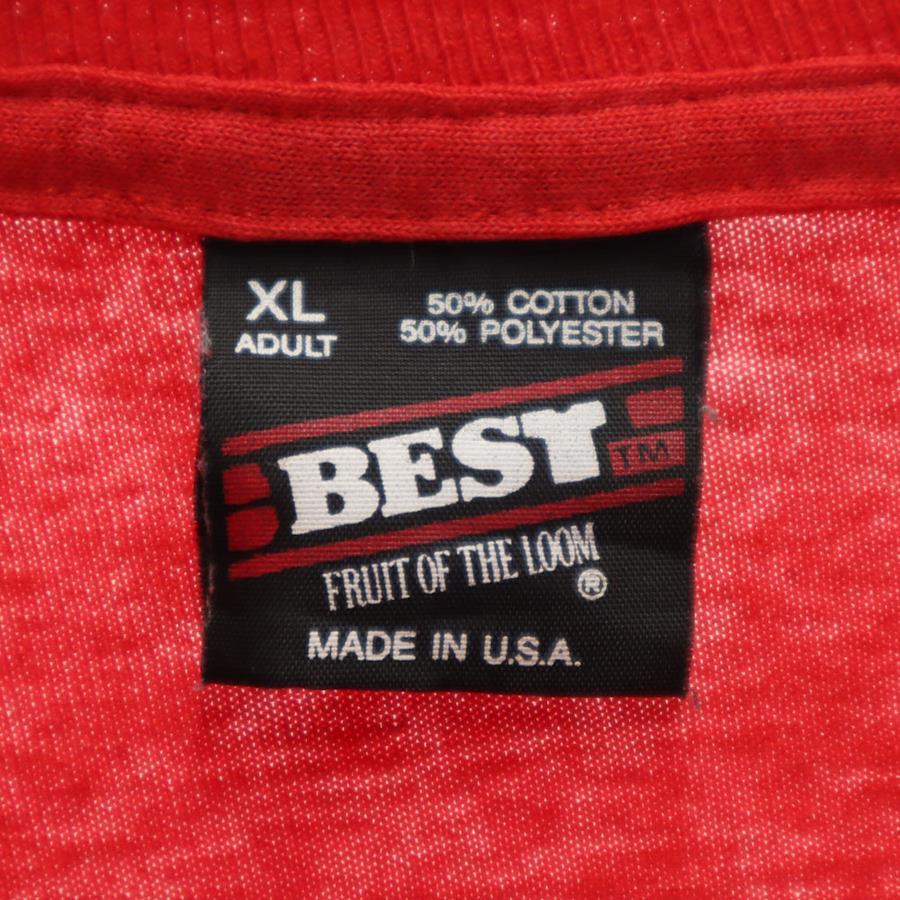 XL
ADULT
50% COTTON
50% POLYESTER
BEST TM
FRUIT OF THE LOOM ®
MADE IN U.S.A.